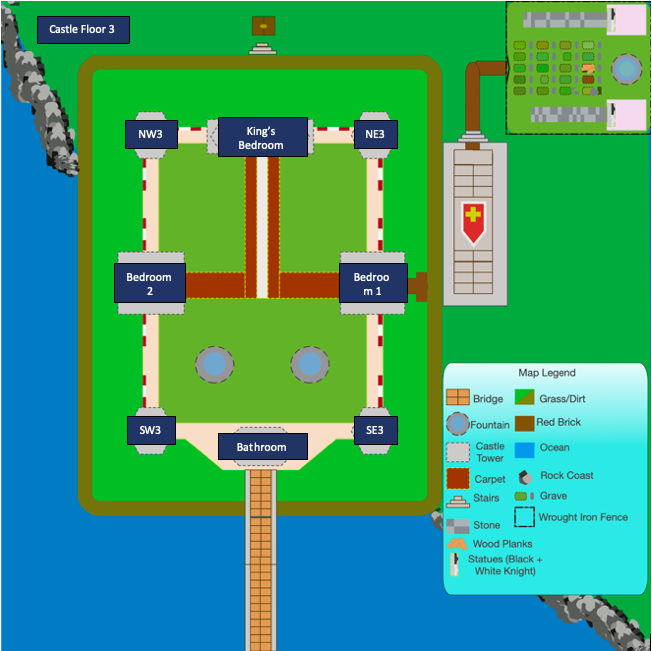 Castle Floor 3
NW3
King's
Bedroom
NE3
Bedroom
2
Bedroo
m 1
SW3
Bathroom
SE3
Map Legend
Bridge
Grass/Dirt
Fountain
Red Brick
Castle
Tower
Ocean
Carpet
Rock Coast
Stairs
Grave
Stone
Wrought Iron Fence
Wood Planks
Statues (Black +
White Knight)